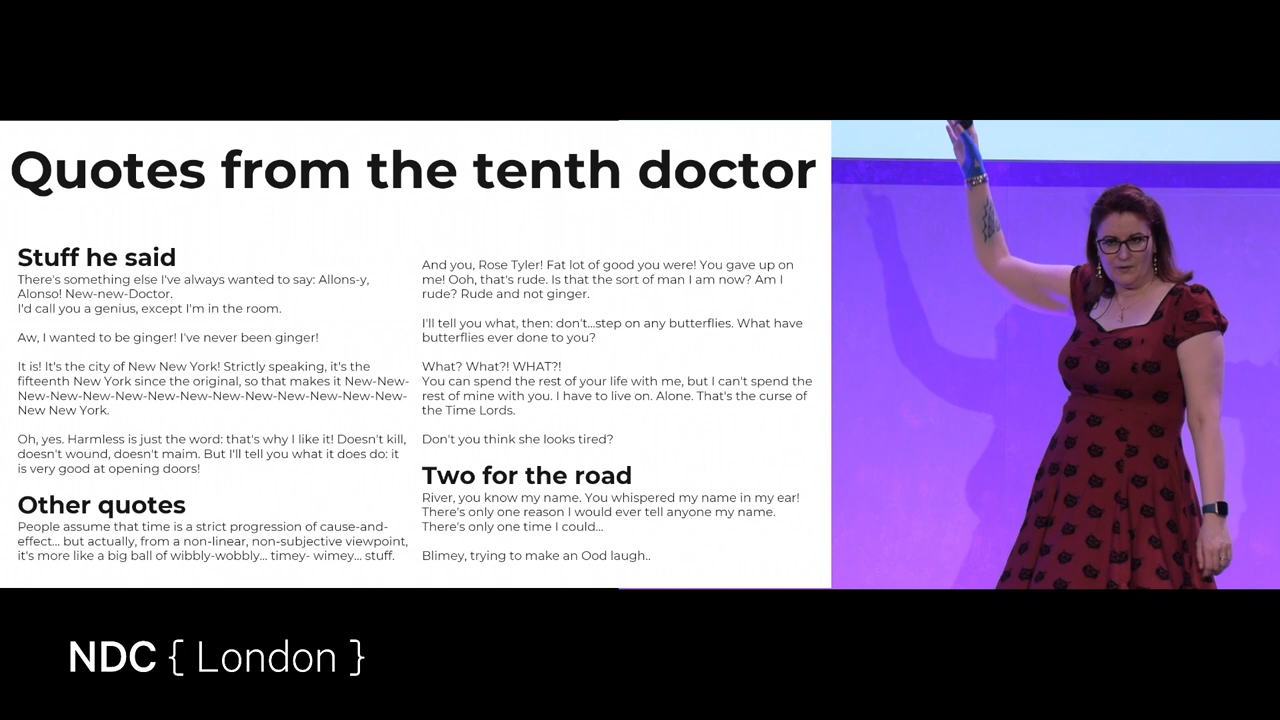 Quotes from the tenth doctor
Stuff he said
There's something else I've always wanted to say: Allons-y,
Alonso! New-new-Doctor.
I'd call you a genius, except I'm in the room.
Aw, I wanted to be ginger! I've never been ginger!
It is! It's the city of New New York! Strictly speaking, it's the
fifteenth New York since the original, so that makes it New-New-
New-New-New-New-New-New-New-New-New-New-New-New-
New New York.
Oh, yes. Harmless is just the word: that's why I like it! Doesn't kill,
doesn't wound, doesn't maim. But I'll tell you what it does do: it
is very good at opening doors!
Other quotes
People assume that time is a strict progression of cause-and-
effect... but actually, from a non-linear, non-subjective viewpoint,
it's more like a big ball of wibbly-wobbly... timey- wimey... stuff.
And you, Rose Tyler! Fat lot of good you were! You gave up on
me! Ooh, that's rude. Is that the sort of man I am now? Am I
rude? Rude and not ginger.
I'll tell you what, then: don't...step on any butterflies. What have
butterflies ever done to you?
What? What?! WHAT?!
You can spend the rest of your life with me, but I can't spend the
rest of mine with you. I have to live on. Alone. That's the curse of
the Time Lords.
Don't you think she looks tired?
Two for the road
River, you know my name. You whispered my name in my ear!
There's only one reason I would ever tell anyone my name.
There's only one time I could...
Blimey, trying to make an Ood laugh..
NDC { London }